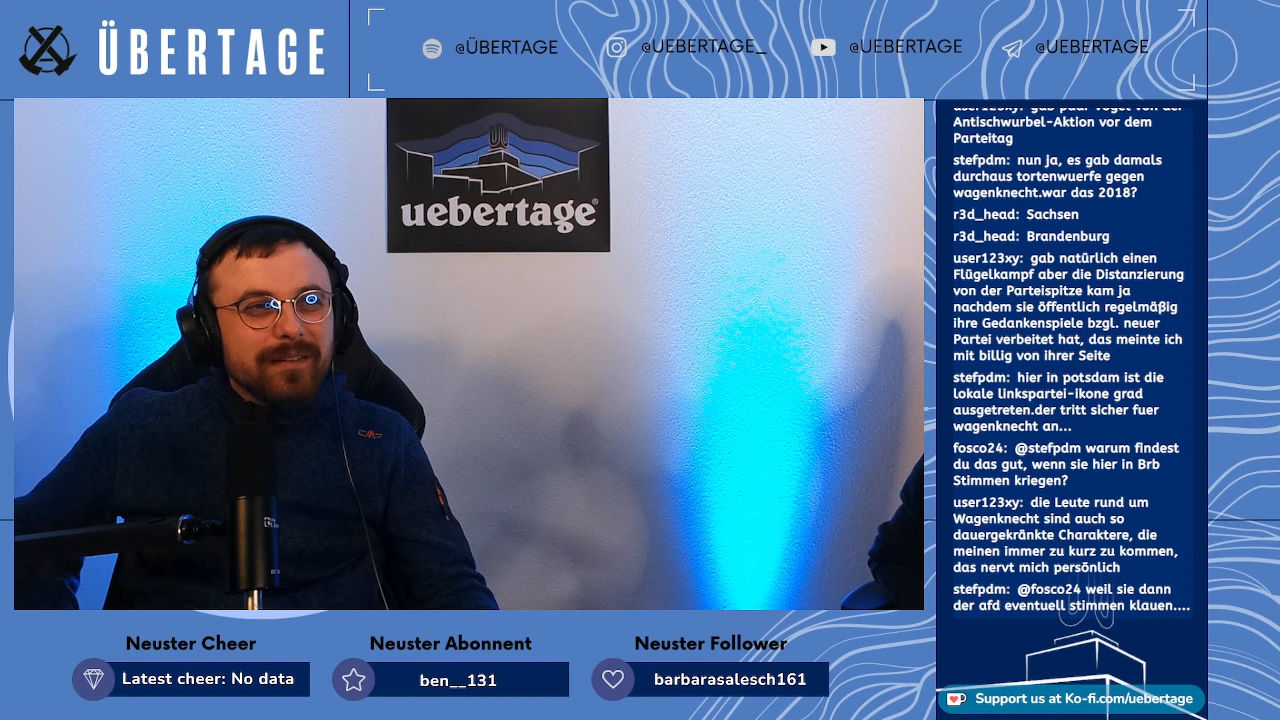 ÜBERTAGE
@ÜBERTAGE
@UEBERTAGE_
@UEBERTAGE
@UEBERTAGE
uebertage®
user123xy: gab paar Vögel von der
Antischwurbel-Aktion vor dem
Parteitag
stefpdm: nun ja, es gab damals
durchaus tortenwuerfe gegen
wagenknecht.war das 2018?
r3d_head: Sachsen
r3d_head: Brandenburg
user123xy: gab natürlich einen
Flügelkampf aber die Distanzierung
von der Parteispitze kam ja
nachdem sie öffentlich regelmäßig
ihre Gedankenspiele bzgl. neuer
Partei verbeitet hat, das meinte ich
mit billig von ihrer Seite
stefpdm: hier in potsdam ist die
lokale linkspartei-ikone grad
ausgetreten.der tritt sicher fuer
wagenknecht an...
fosco24: @stefpdm warum findest
du das gut, wenn sie hier in Brb
Stimmen kriegen?
user123xy: die Leute rund um
Wagenknecht sind auch so
dauergekränkte Charaktere, die
meinen immer zu kurz zu kommen,
das nervt mich persönlich
stefpdm: @fosco24 weil sie dann
der afd eventuell stimmen klauen....
Neuster Cheer
Latest cheer: No data
Neuster Abonnent
ben__131
Neuster Follower
barbarasalesch161
Support us at Ko-fi.com/uebertage